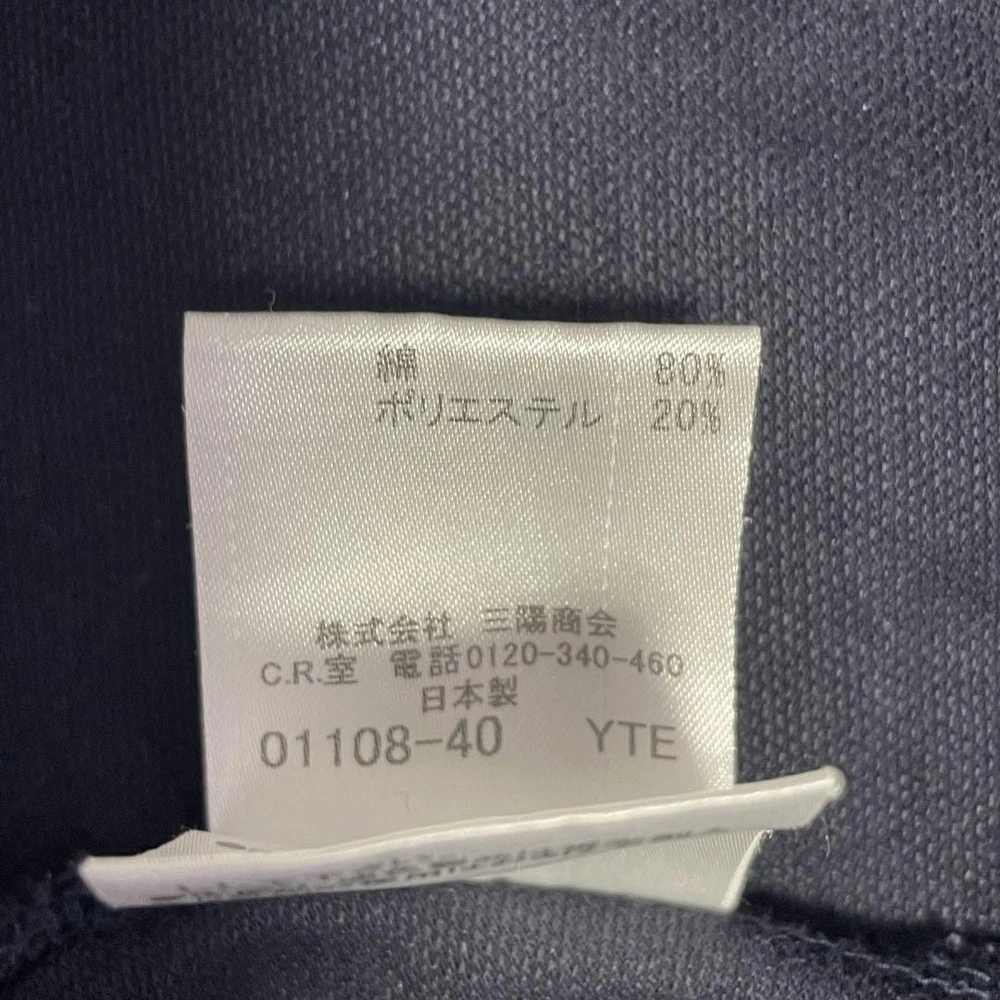 綿 80%
ポリエステル 20%
株式会社 三陽商会
C.R.室 電話0120-340-460
日本製
01108-40 YTE